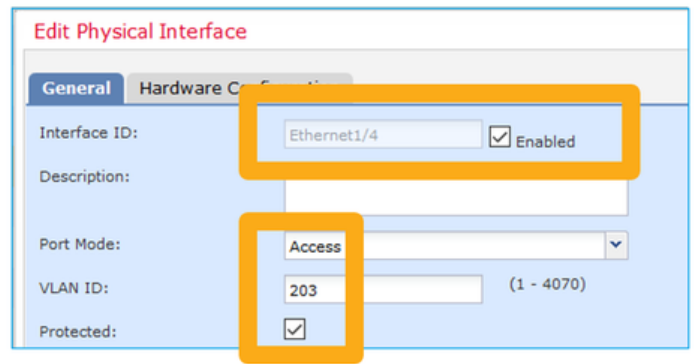 Edit Physical Interface
General Hardware
Interface ID: Ethernet1/4 Enabled
Description:
Port Mode: Access
VLAN ID: 203 (1 - 4070)
Protected: